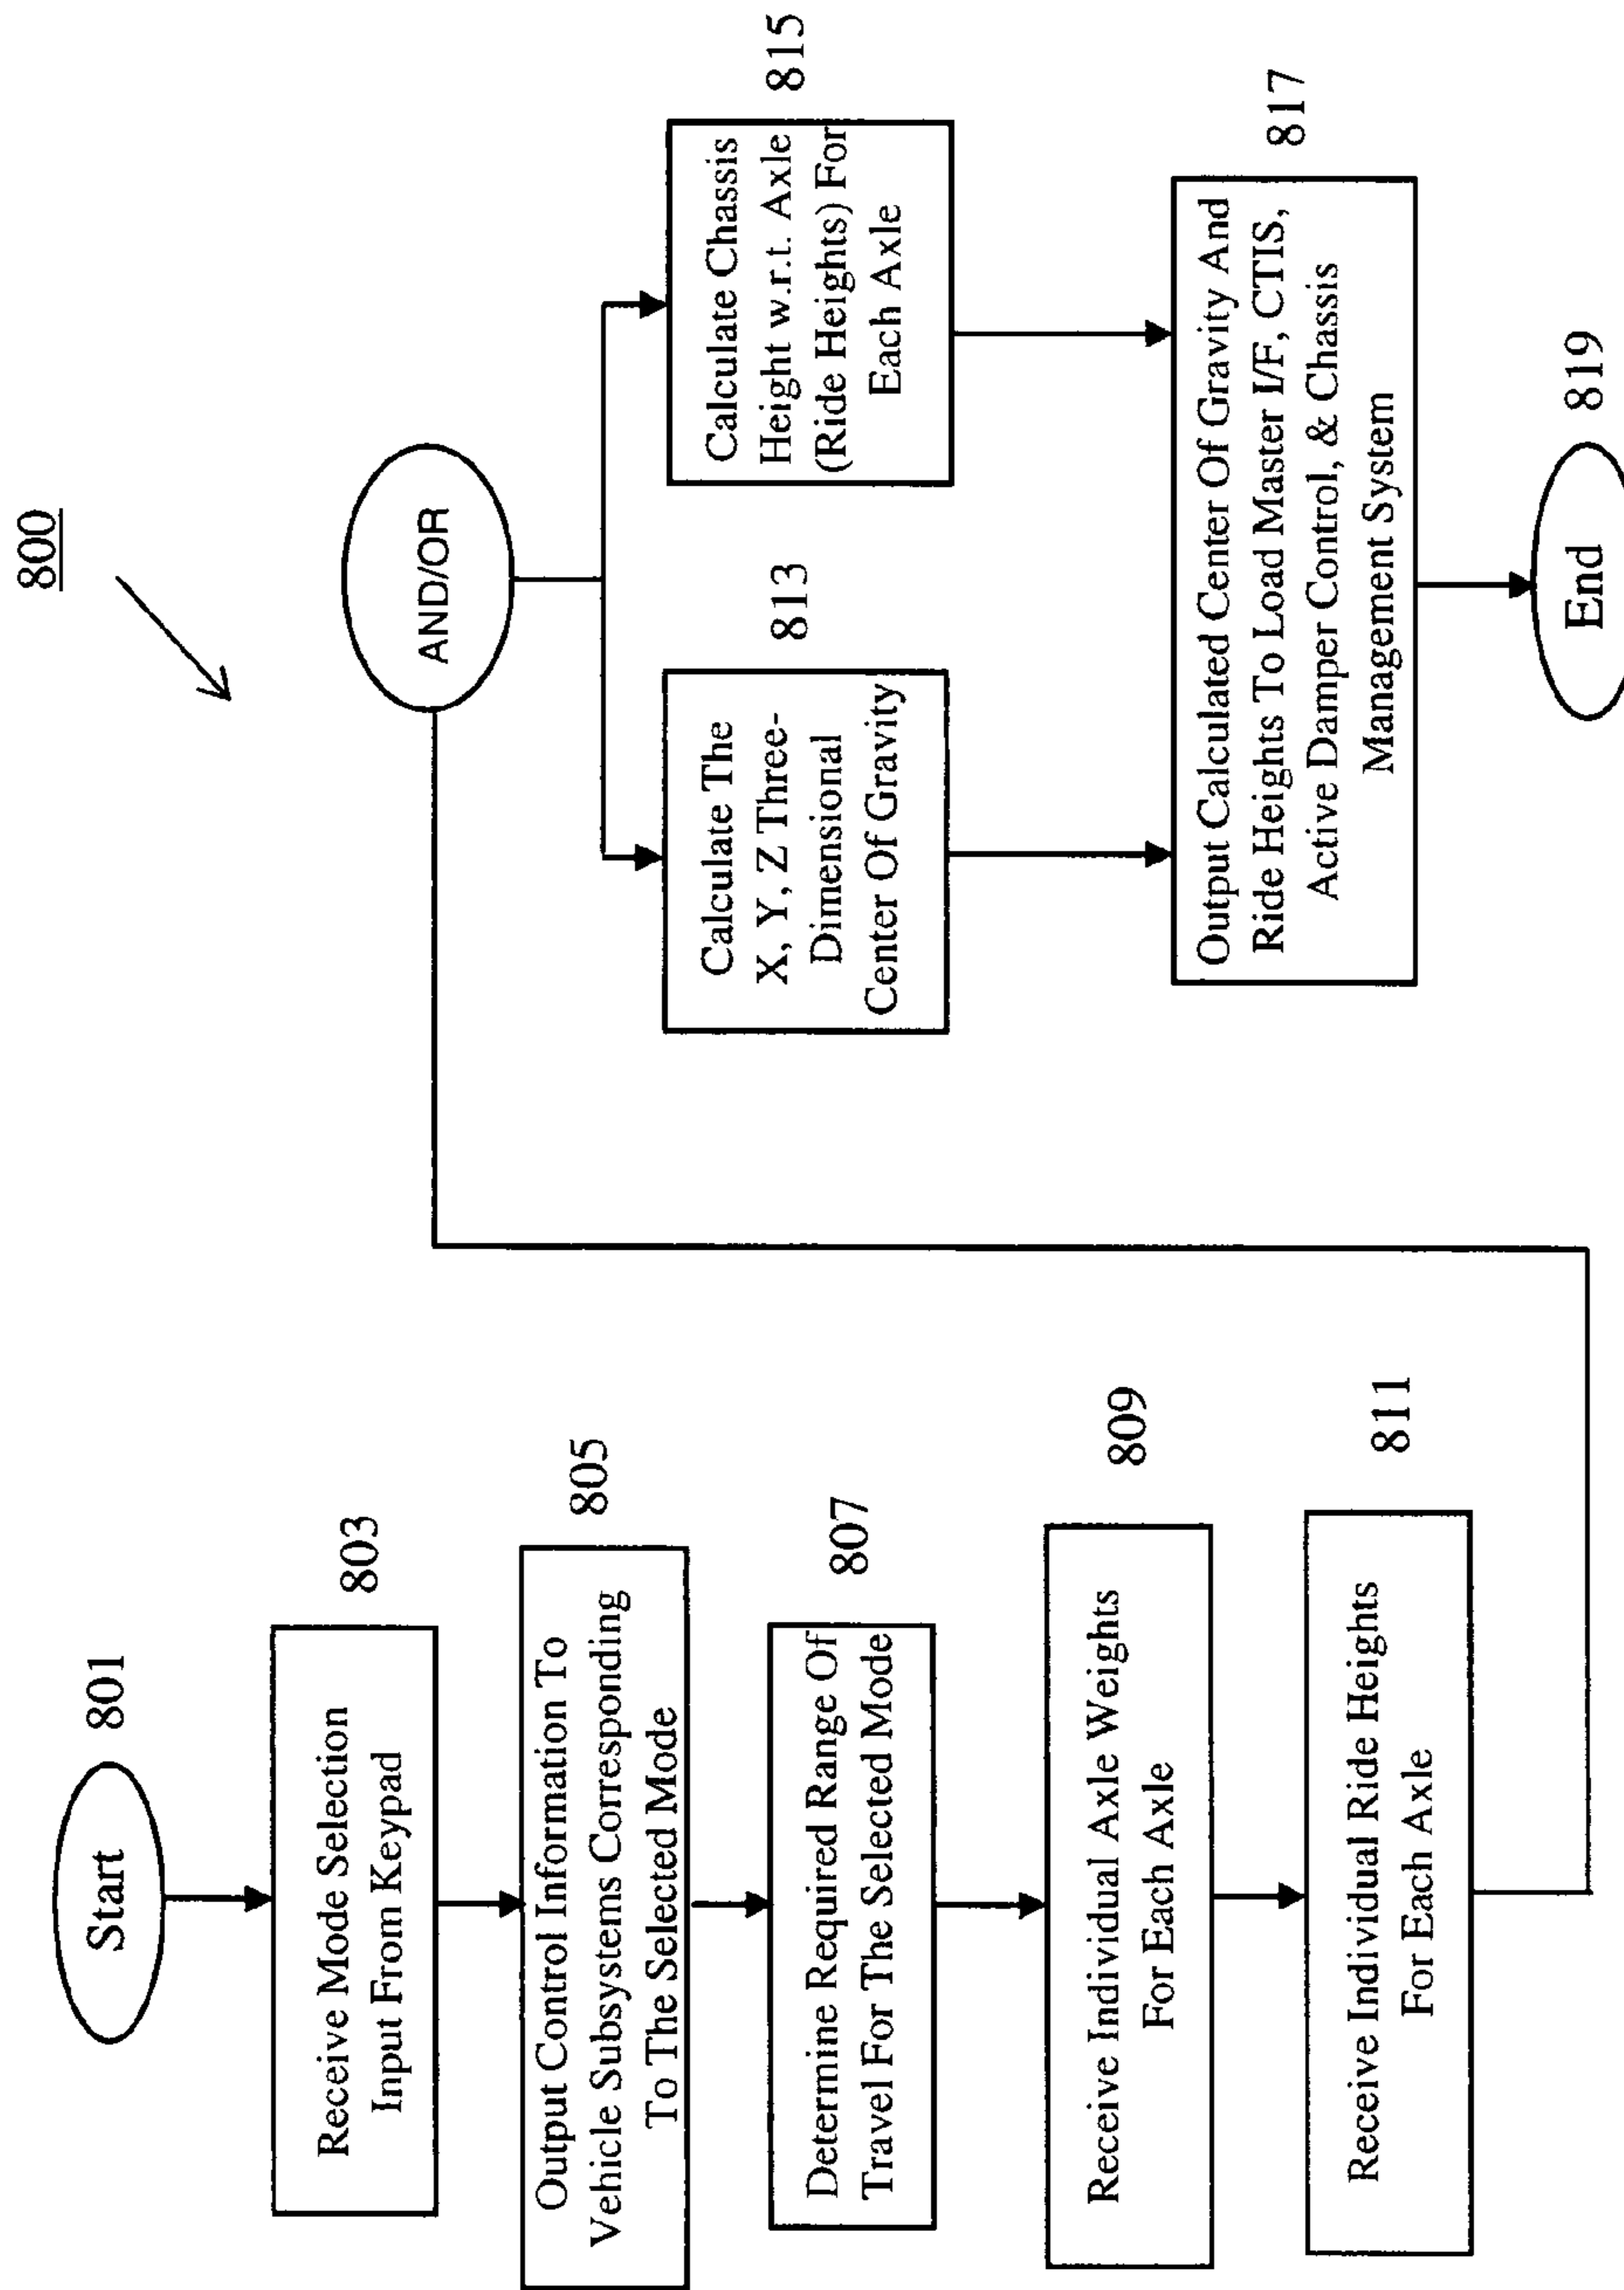 800
Start
801
Receive Mode Selection
Input From Keypad
803
Output Control Information To
Vehicle Subsystems Corresponding
To The Selected Mode
805
Determine Required Range Of
Travel For The Selected Mode
807
Receive Individual Axle Weights
For Each Axle
809
Receive Individual Ride Heights
For Each Axle
811
AND/OR
Calculate The
X, Y, Z Three-
Dimensional
Center Of Gravity
813
Calculate Chassis
Height w.r.t. Axle
(Ride Heights) For
Each Axle
815
Output Calculated Center Of Gravity And
Ride Heights To Load Master I/F, CTIS,
Active Damper Control, & Chassis
Management System
817
End
819